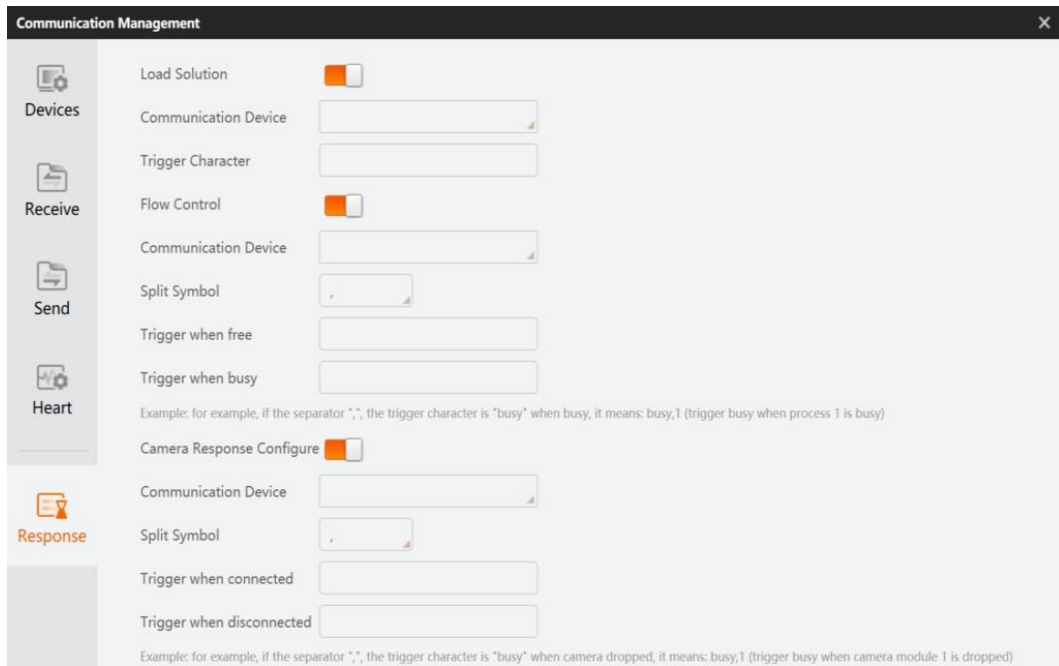 Communication Management
Devices
Receive
Send
Heart
Response
Load Solution
Communication Device
Trigger Character
Flow Control
Communication Device
Split Symbol ,
Trigger when free
Trigger when busy
Example: for example, if the separator ",", the trigger character is "busy" when busy, it means: busy,1 (trigger busy when process 1 is busy)
Camera Response Configure
Communication Device
Split Symbol ,
Trigger when connected
Trigger when disconnected
Example: for example, if the separator ",", the trigger character is "busy" when camera dropped, it means: busy,1 (trigger busy when camera module 1 is dropped)